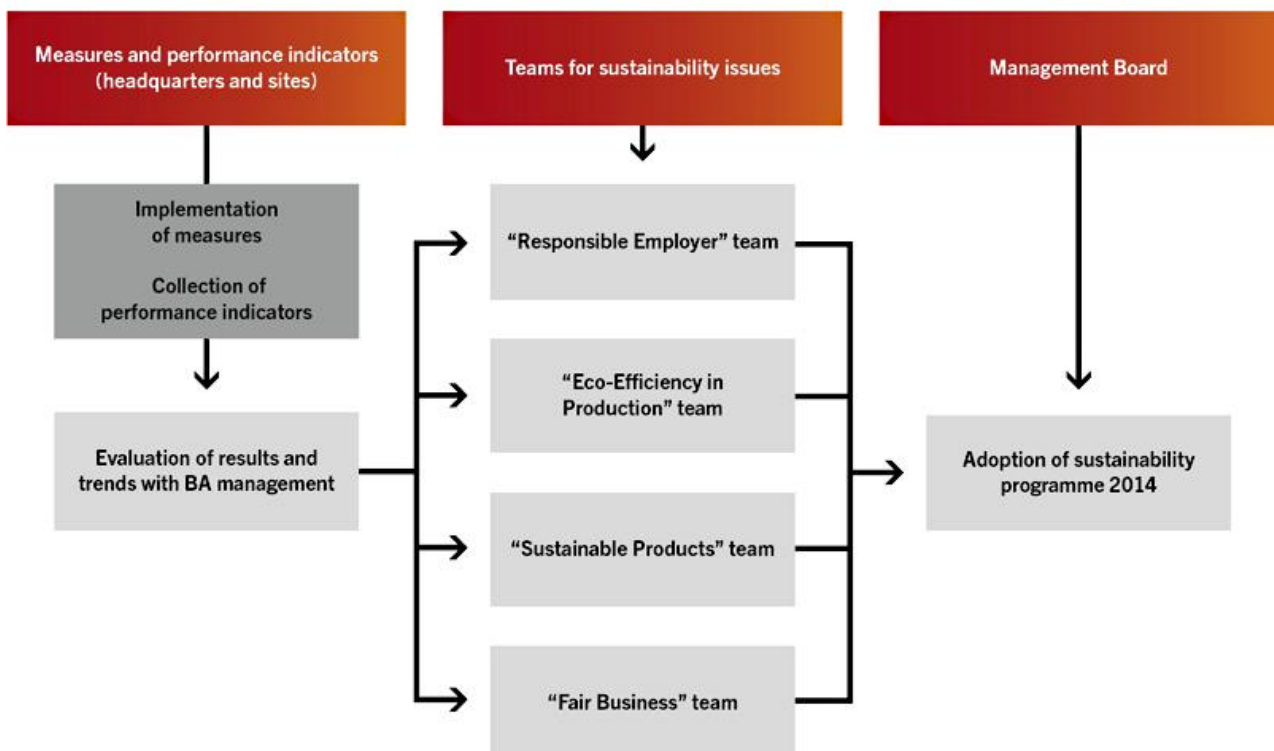 Measures and performance indicators
(headquarters and sites)
Teams for sustainability issues
Management Board
Implementation
of measures
Collection of
performance indicators
Evaluation of results and
trends with BA management
“Responsible Employer” team
“Eco-Efficiency in
Production” team
“Sustainable Products” team
“Fair Business” team
Adoption of sustainability
programme 2014